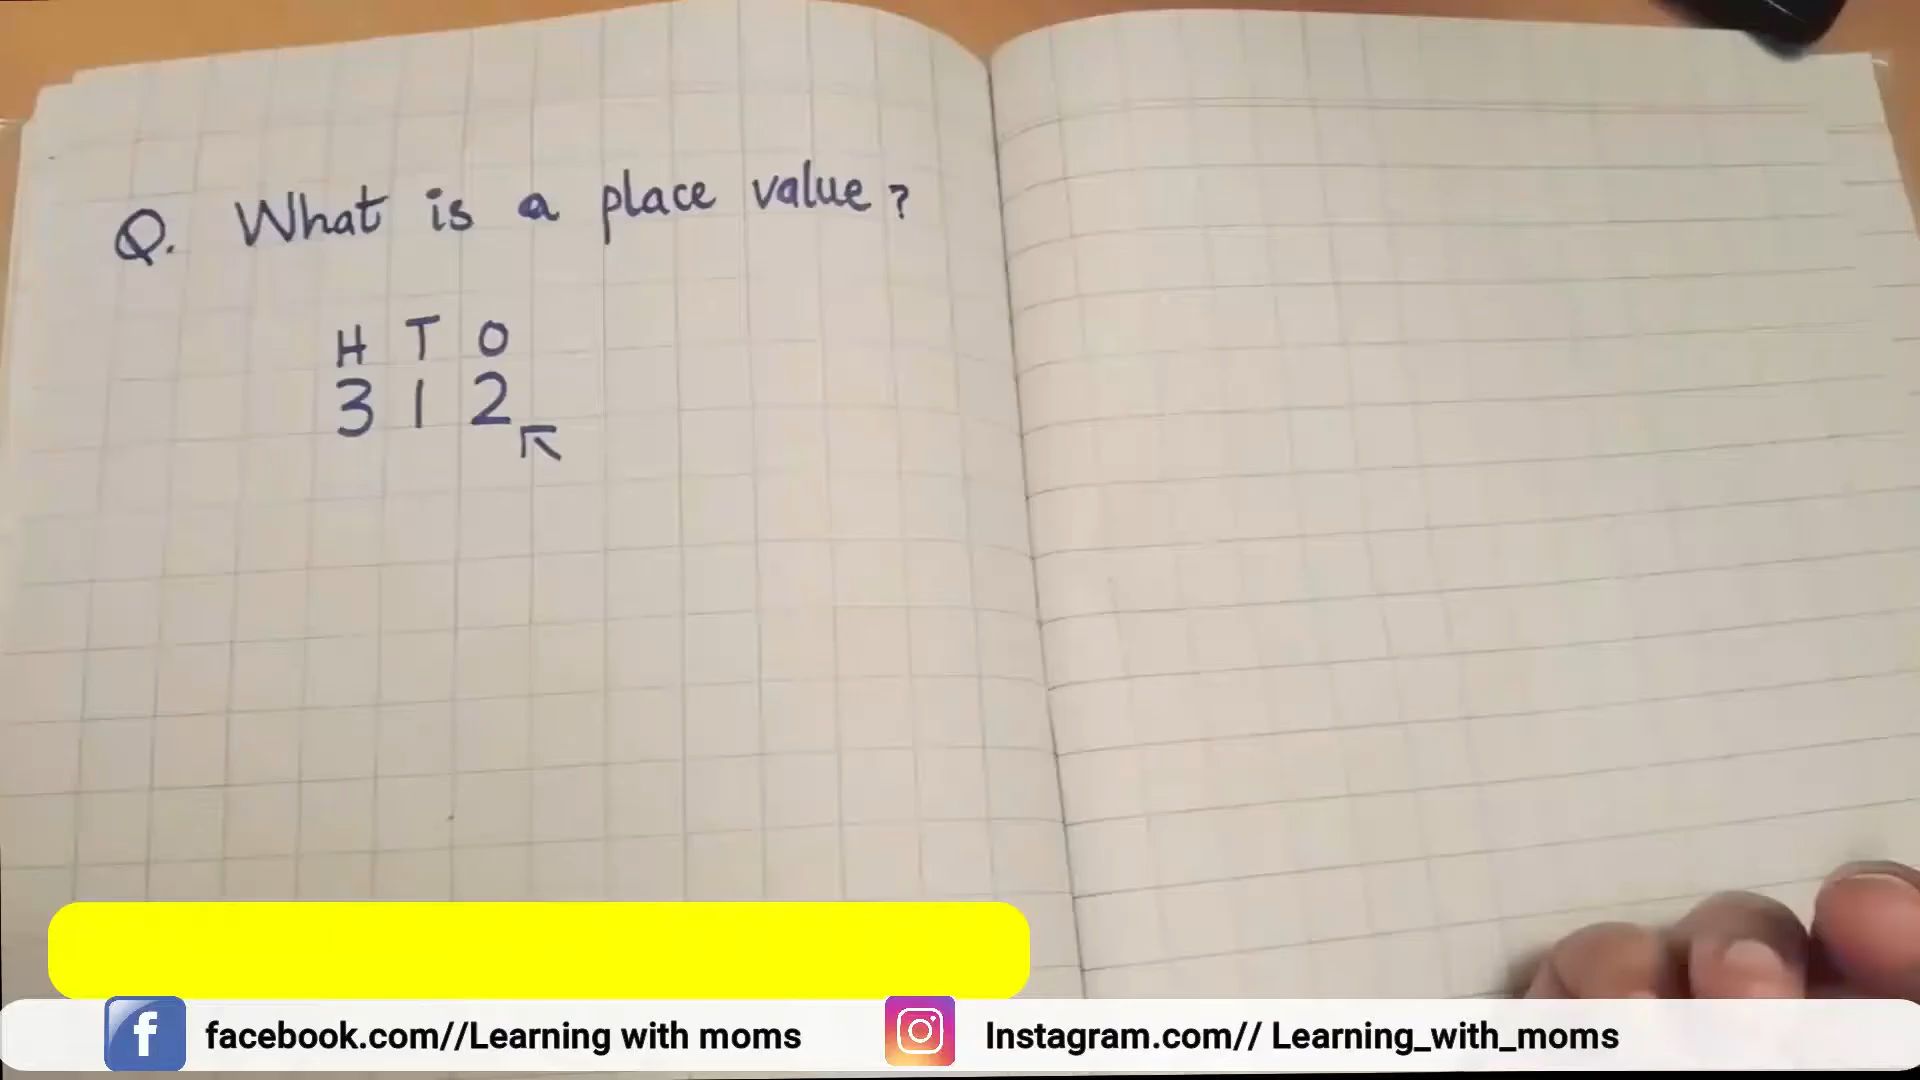 Q. What is a place value?
H T O
3 1 2
facebook.com//Learning with moms
Instagram.com// Learning_with_moms